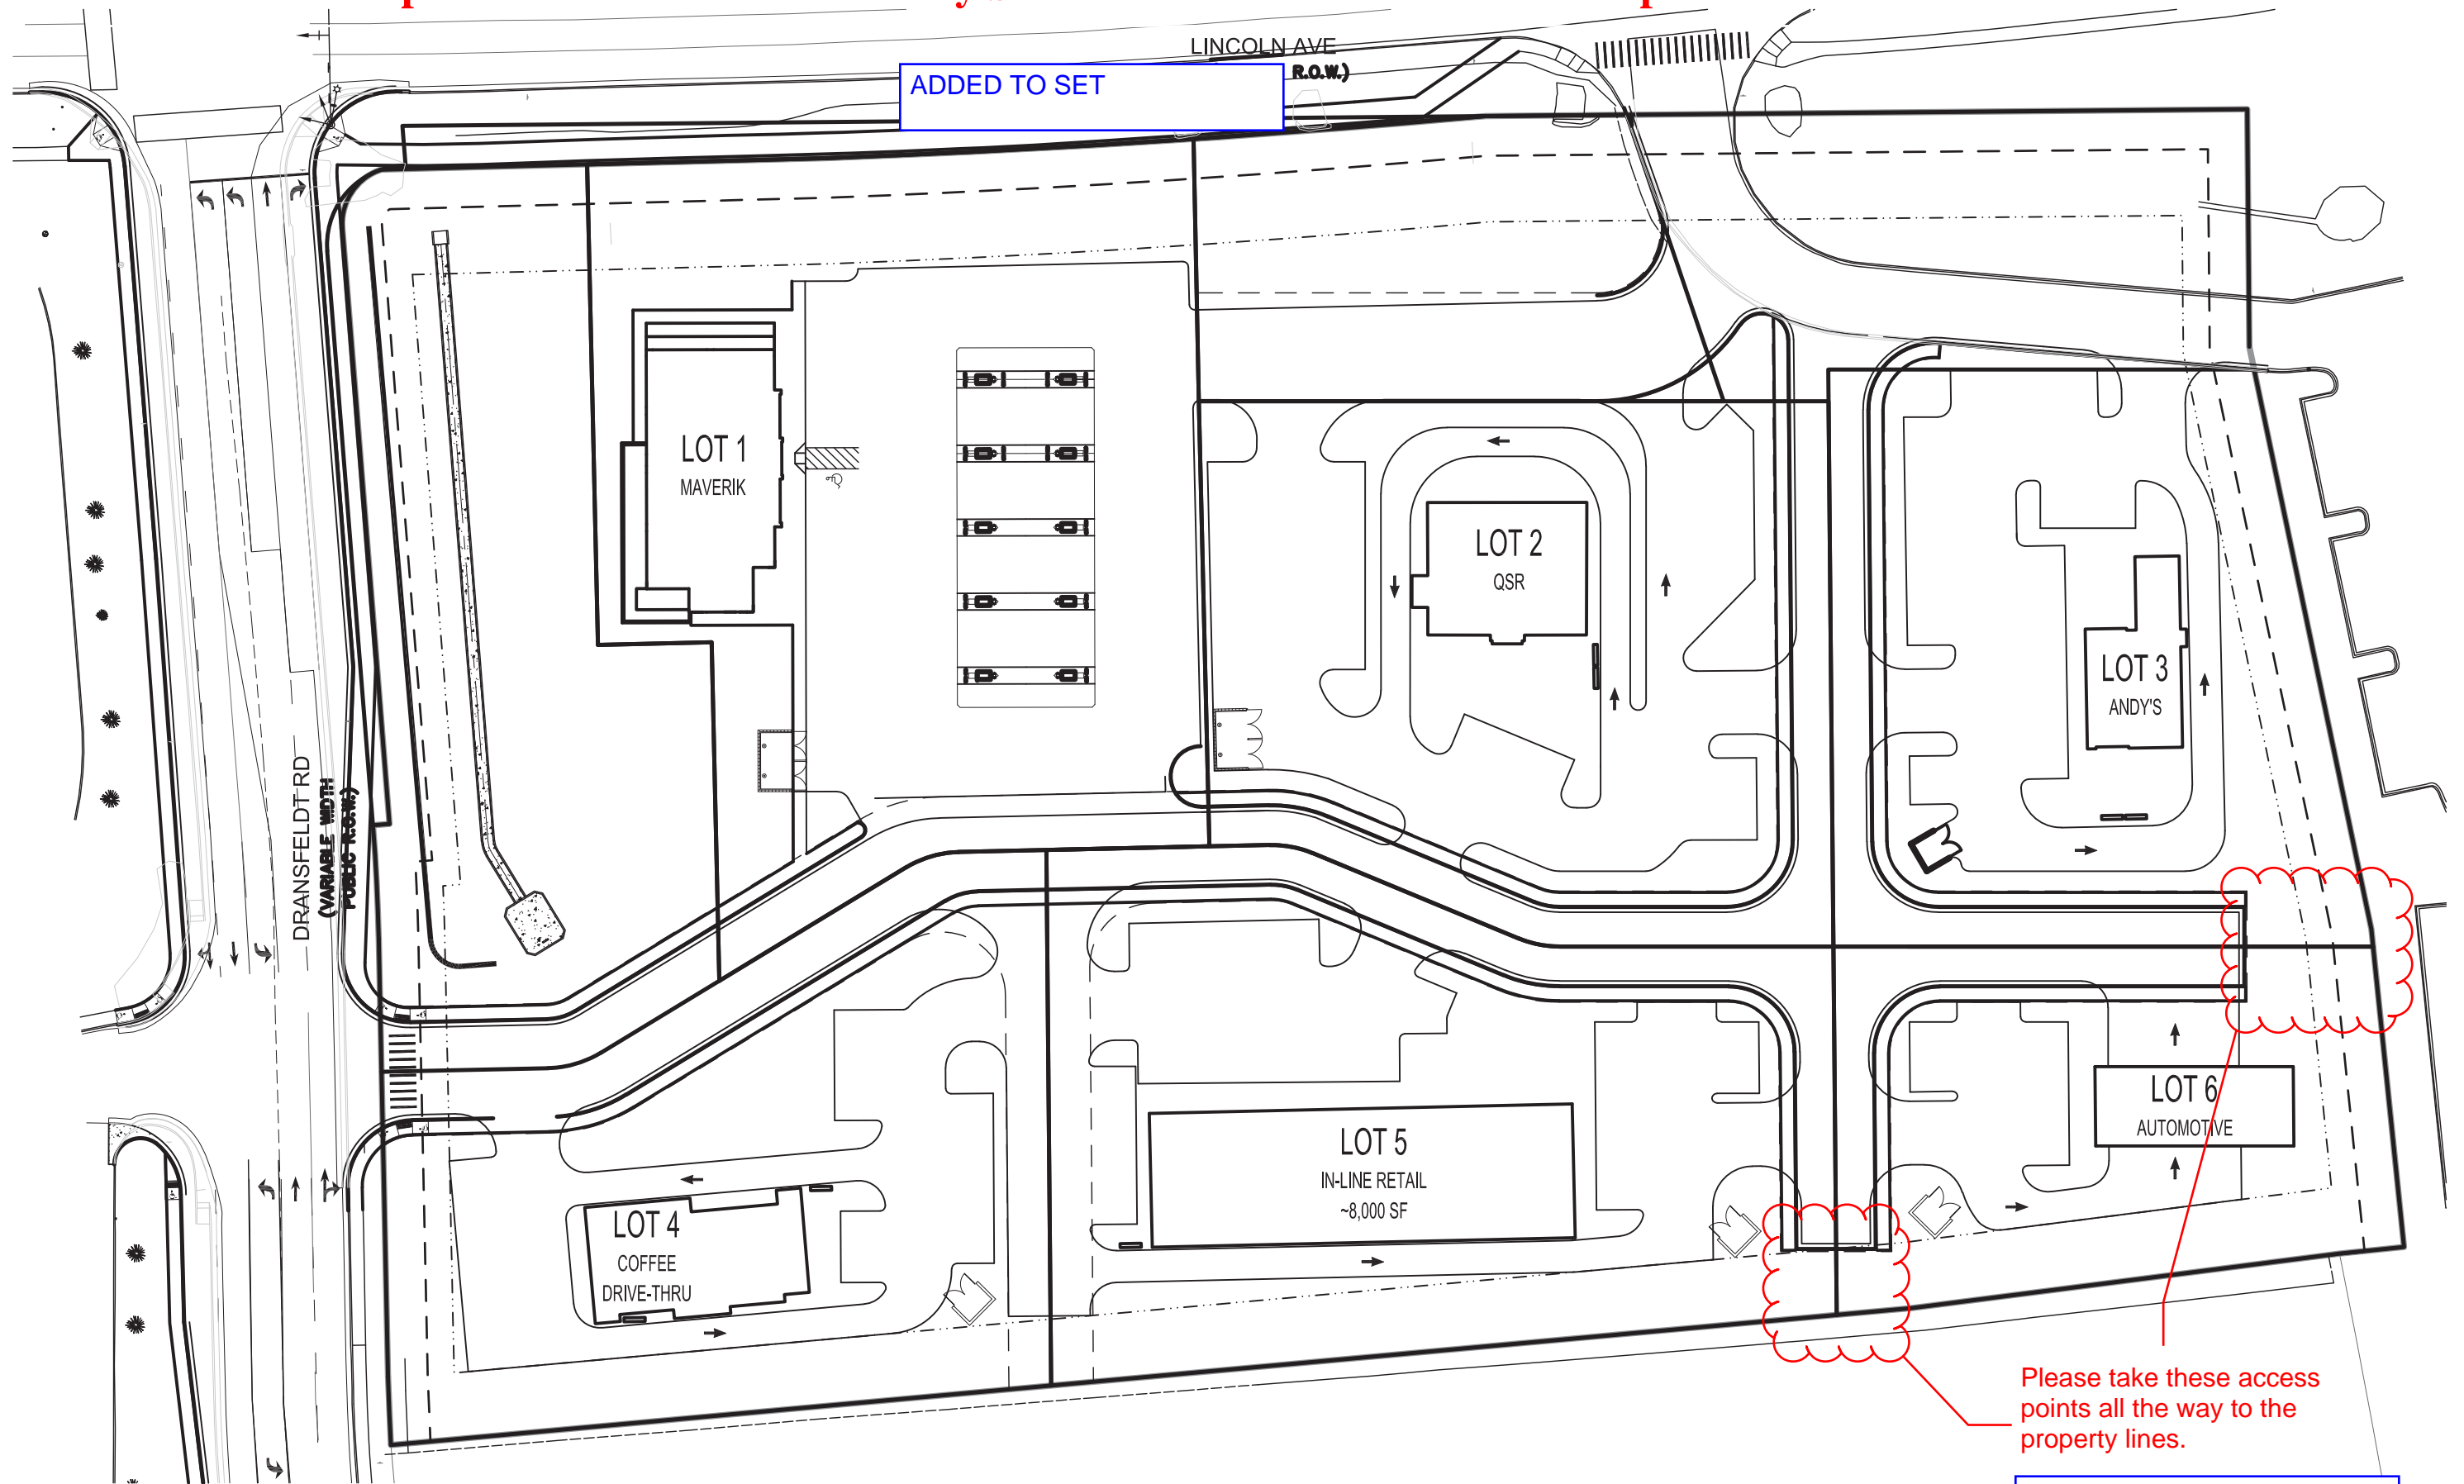 LINCOLN AVE
R.O.W.)
ADDED TO SET
LOT 1
MAVERIK
LOT 2
QSR
LOT 3
ANDY'S
DRANSFELDT RD
(VARIABLE WIDTH
PUBLIC R.O.W.)
LOT 4
COFFEE
DRIVE-THRU
LOT 5
IN-LINE RETAIL
~8,000 SF
LOT 6
AUTOMOTIVE
Please take these access
points all the way to the
property lines.